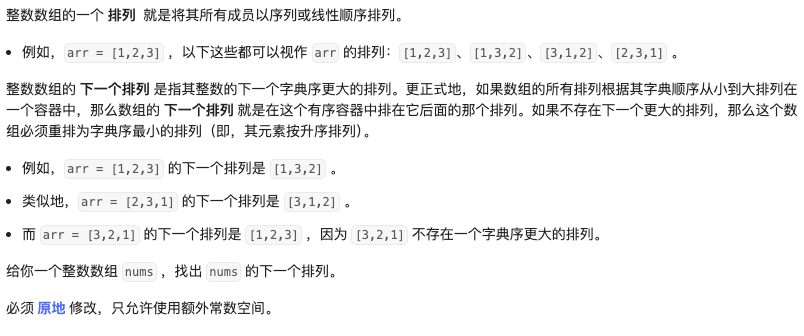 整数数组的一个 排列 就是将其所有成员以序列或线性顺序排列。
• 例如，arr = [1,2,3] ，以下这些都可以视作 arr 的排列：[1,2,3]、[1,3,2]、[3,1,2]、[2,3,1] 。
整数数组的 下一个排列 是指其整数的下一个字典序更大的排列。更正式地，如果数组的所有排列根据其字典顺序从小到大排列在
一个容器中，那么数组的 下一个排列 就是在这个有序容器中排在它后面的那个排列。如果不存在下一个更大的排列，那么这个数
组必须重排为字典序最小的排列（即，其元素按升序排列）。
• 例如，arr = [1,2,3] 的下一个排列是 [1,3,2] 。
• 类似地，arr = [2,3,1] 的下一个排列是 [3,1,2] 。
• 而 arr = [3,2,1] 的下一个排列是 [1,2,3] ，因为 [3,2,1] 不存在一个字典序更大的排列。
给你一个整数数组 nums ，找出 nums 的下一个排列。
必须 原地 修改，只允许使用额外常数空间。